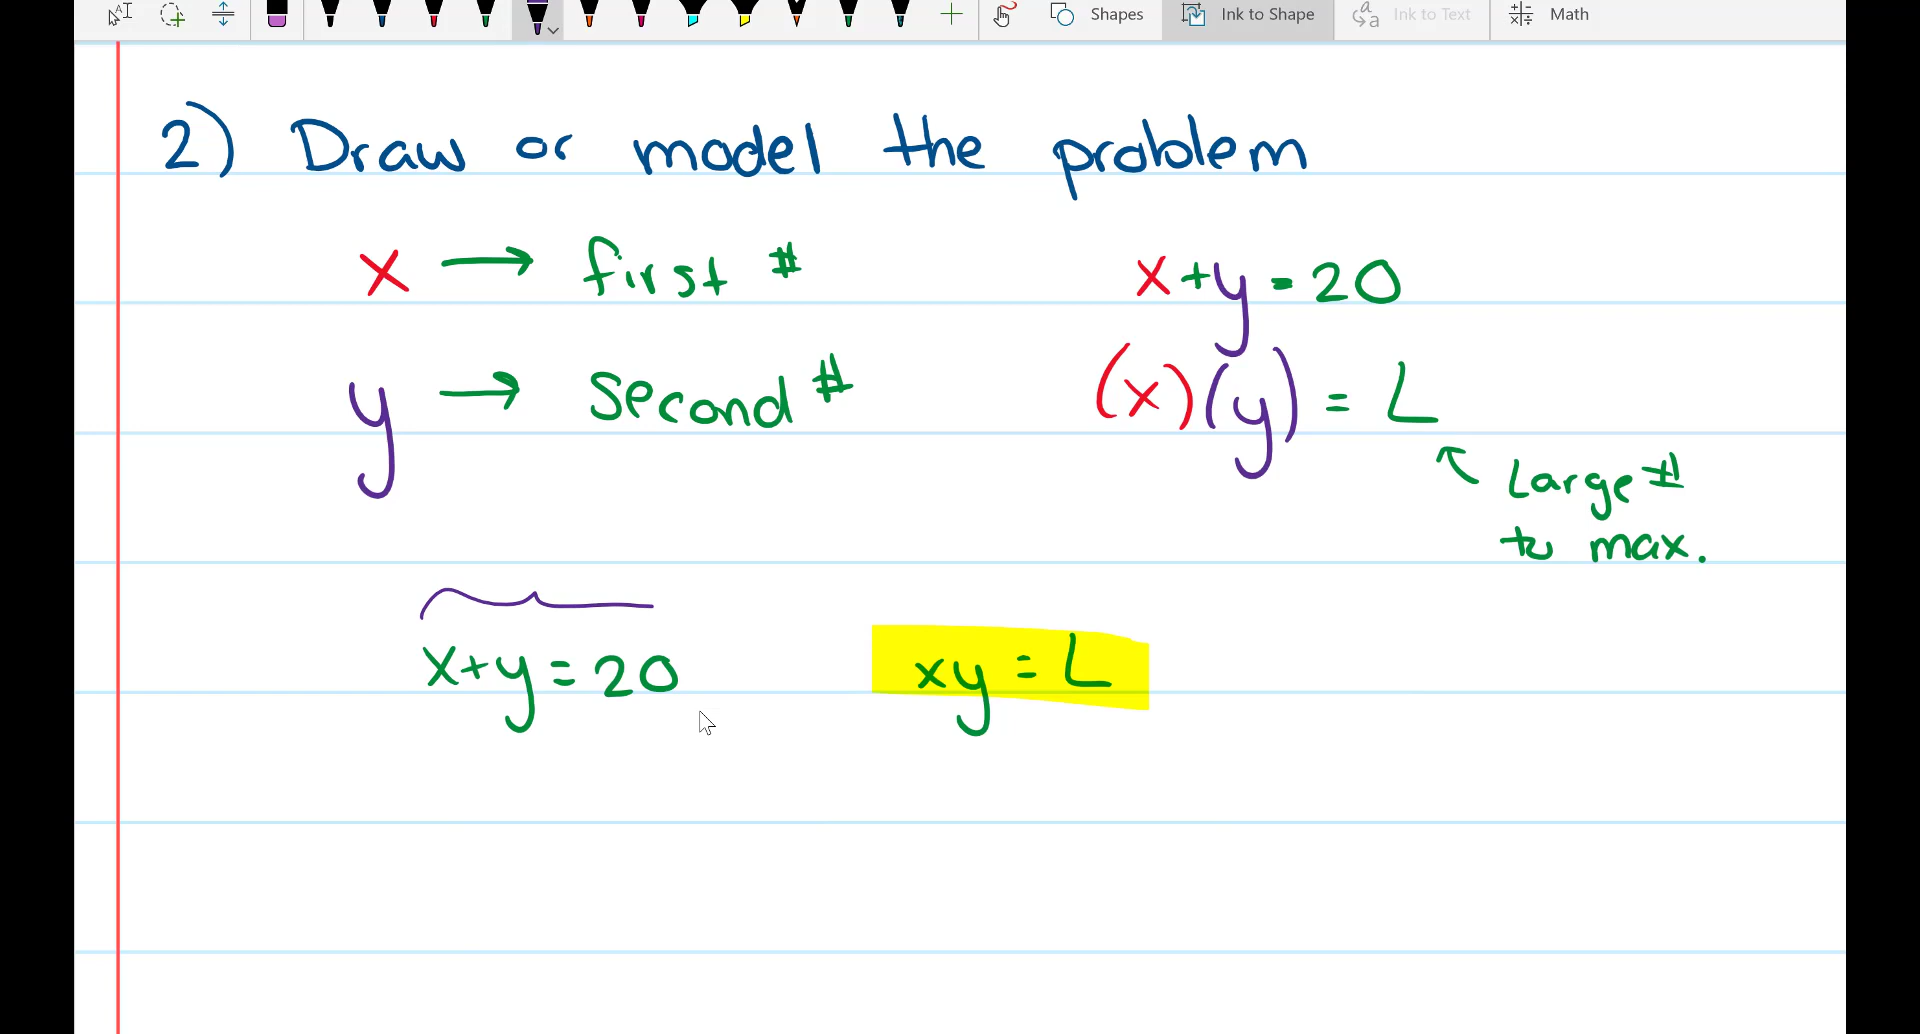 Shapes Ink to Shape Ink to Text Math
2) Draw or model the problem
x → first # x+y=20
y → second # (x)(y) = L
Large #
to max.
x+y=20 xy=L